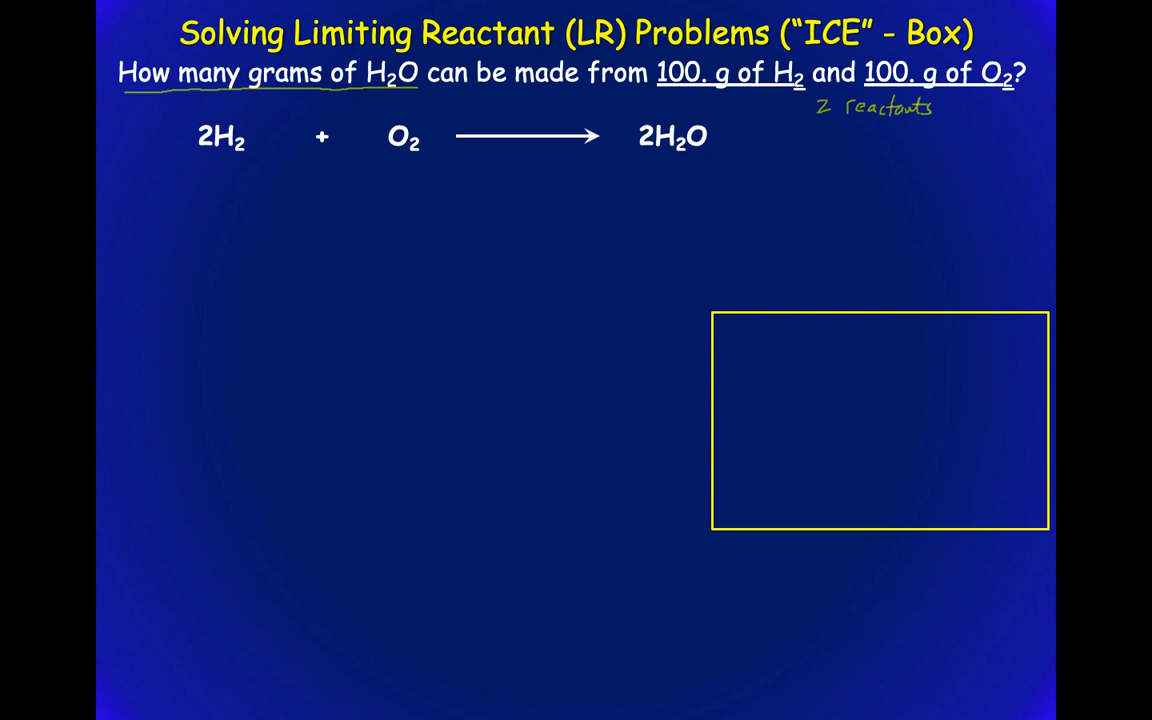 Solving Limiting Reactant (LR) Problems (“ICE” - Box)
How many grams of H₂O can be made from 100. g of H₂ and 100. g of O₂?
2 reactants
2H₂ + O₂ ⟶ 2H₂O